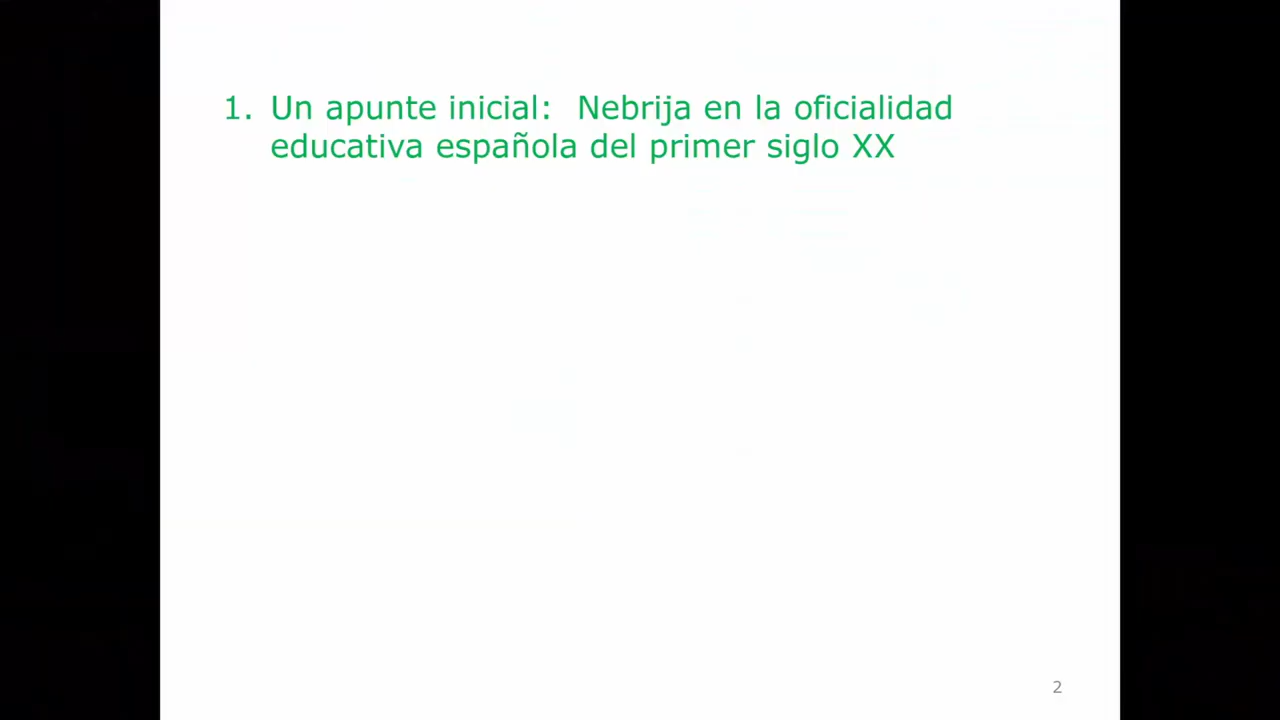 1. Un apunte inicial: Nebrija en la oficialidad
educativa española del primer siglo XX
2